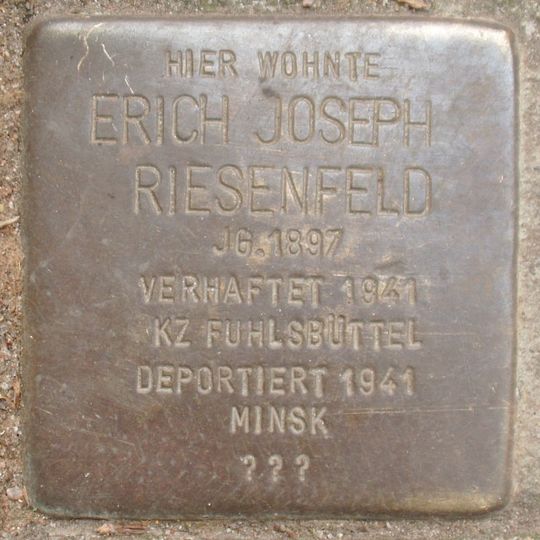 HIER WOHNTE
ERICH JOSEPH
RIESENFELD
JG. 1897
VERHAFTET 1941
KZ FUHLSBÜTTEL
DEPORTIERT 1941
MINSK
???